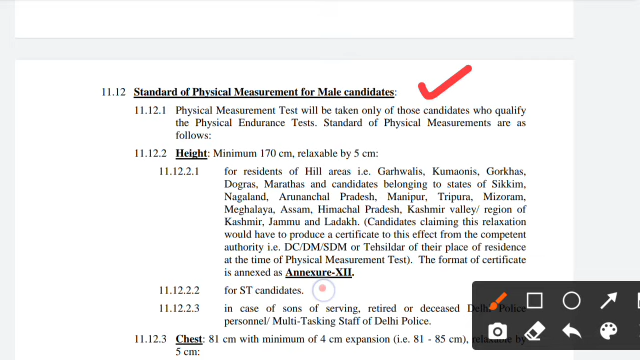 11.12 Standard of Physical Measurement for Male candidates:
11.12.1 Physical Measurement Test will be taken only of those candidates who qualify
the Physical Endurance Tests. Standard of Physical Measurements are as
follows:
11.12.2 Height: Minimum 170 cm, relaxable by 5 cm:
11.12.2.1 for residents of Hill areas i.e. Garhwalis, Kumaonis, Gorkhas,
Dogras, Marathas and candidates belonging to states of Sikkim,
Nagaland, Arunanchal Pradesh, Manipur, Tripura, Mizoram,
Meghalaya, Assam, Himachal Pradesh, Kashmir valley/ region of
Kashmir, Jammu and Ladakh. (Candidates claiming this relaxation
would have to produce a certificate to this effect from the competent
authority i.e. DC/DM/SDM or Tehsildar of their place of residence
at the time of Physical Measurement Test). The format of certificate
is annexed as Annexure-XII.
11.12.2.2 for ST candidates.
11.12.2.3 in case of sons of serving, retired or deceased Delhi Police
personnel/ Multi-Tasking Staff of Delhi Police.
11.12.3 Chest: 81 cm with minimum of 4 cm expansion (i.e. 81 - 85 cm), relaxable by
5 cm: